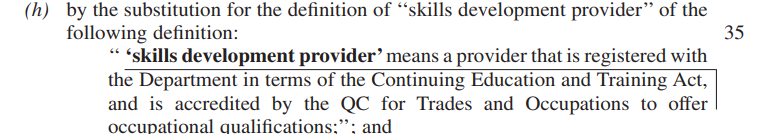 (h) by the substitution for the definition of “skills development provider” of the
following definition: 35
“ ‘skills development provider’ means a provider that is registered with
the Department in terms of the Continuing Education and Training Act,
and is accredited by the QC for Trades and Occupations to offer
occupational qualifications;”; and